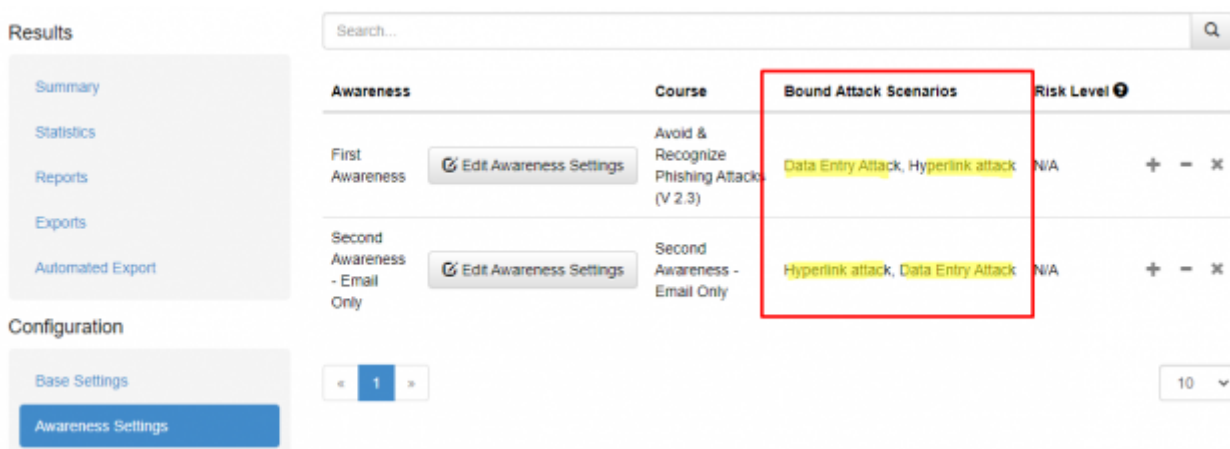 Results
Summary
Statistics
Reports
Exports
Automated Export
Configuration
Base Settings
Awareness Settings
Search...
Awareness Course Bound Attack Scenarios Risk Level
First
Awareness
Edit Awareness Settings
Avoid &
Recognize
Phishing Attacks
(V 2.3)
Data Entry Attack, Hyperlink attack
N/A
Second
Awareness
- Email
Only
Edit Awareness Settings
Second
Awareness -
Email Only
Hyperlink attack, Data Entry Attack
N/A
« 1 »
10